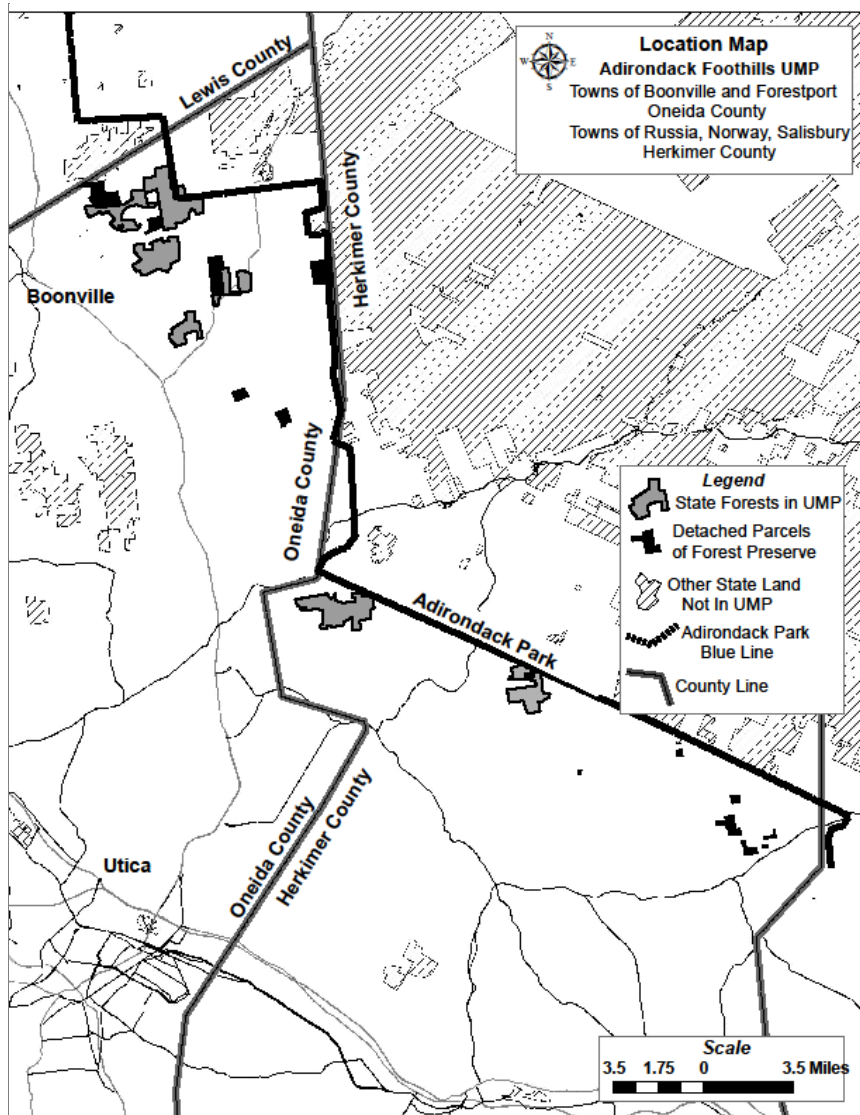 Location Map
Adirondack Foothills UMP
Towns of Boonville and Forestport
Oneida County
Towns of Russia, Norway, Salisbury
Herkimer County
N
W
E
S
Lewis County
Herkimer County
Boonville
Oneida County
Legend
State Forests in UMP
Detached Parcels
of Forest Preserve
Other State Land
Not In UMP
Adirondack Park
Blue Line
County Line
Adirondack Park
Oneida County
Herkimer County
Utica
Scale
3.5 1.75 0 3.5 Miles